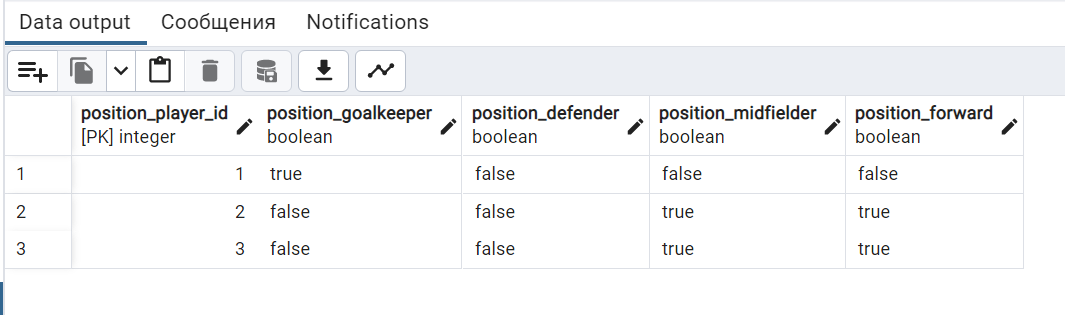 Data output Сообщения Notifications
position_player_id position_goalkeeper position_defender position_midfielder position_forward
[PK] integer boolean boolean boolean boolean
1 1 true false false false
2 2 false false true true
3 3 false false true true